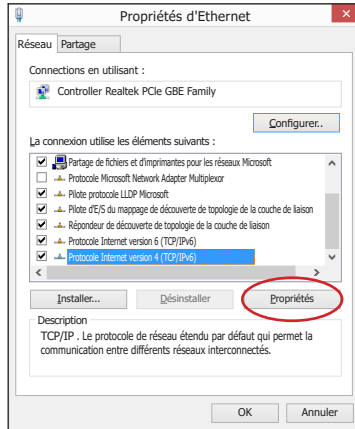 Propriétés d'Ethernet
Réseau Partage
Connections en utilisant :
Controller Realtek PCle GBE Family
Configurer..
La connexion utilise les éléments suivants :
Partage de fichiers et d'imprimantes pour les réseaux Microsoft
Protocole Microsoft Network Adapter Multiplexor
Pilote protocole LLDP Microsoft
Pilote d'E/S du mappage de découverte de topologie de la couche de liaison
Répondeur de découverte de topologie de la couche de liaison
Protocole Internet version 6 (TCP/IPv6)
Protocole Internet version 4 (TCP/IPv6)
Installer... Désinstaller Propriétés
Description
TCP/IP . Le protocole de réseau étendu par défaut qui permet la
communication entre différents réseaux interconnectés.
OK Annuler